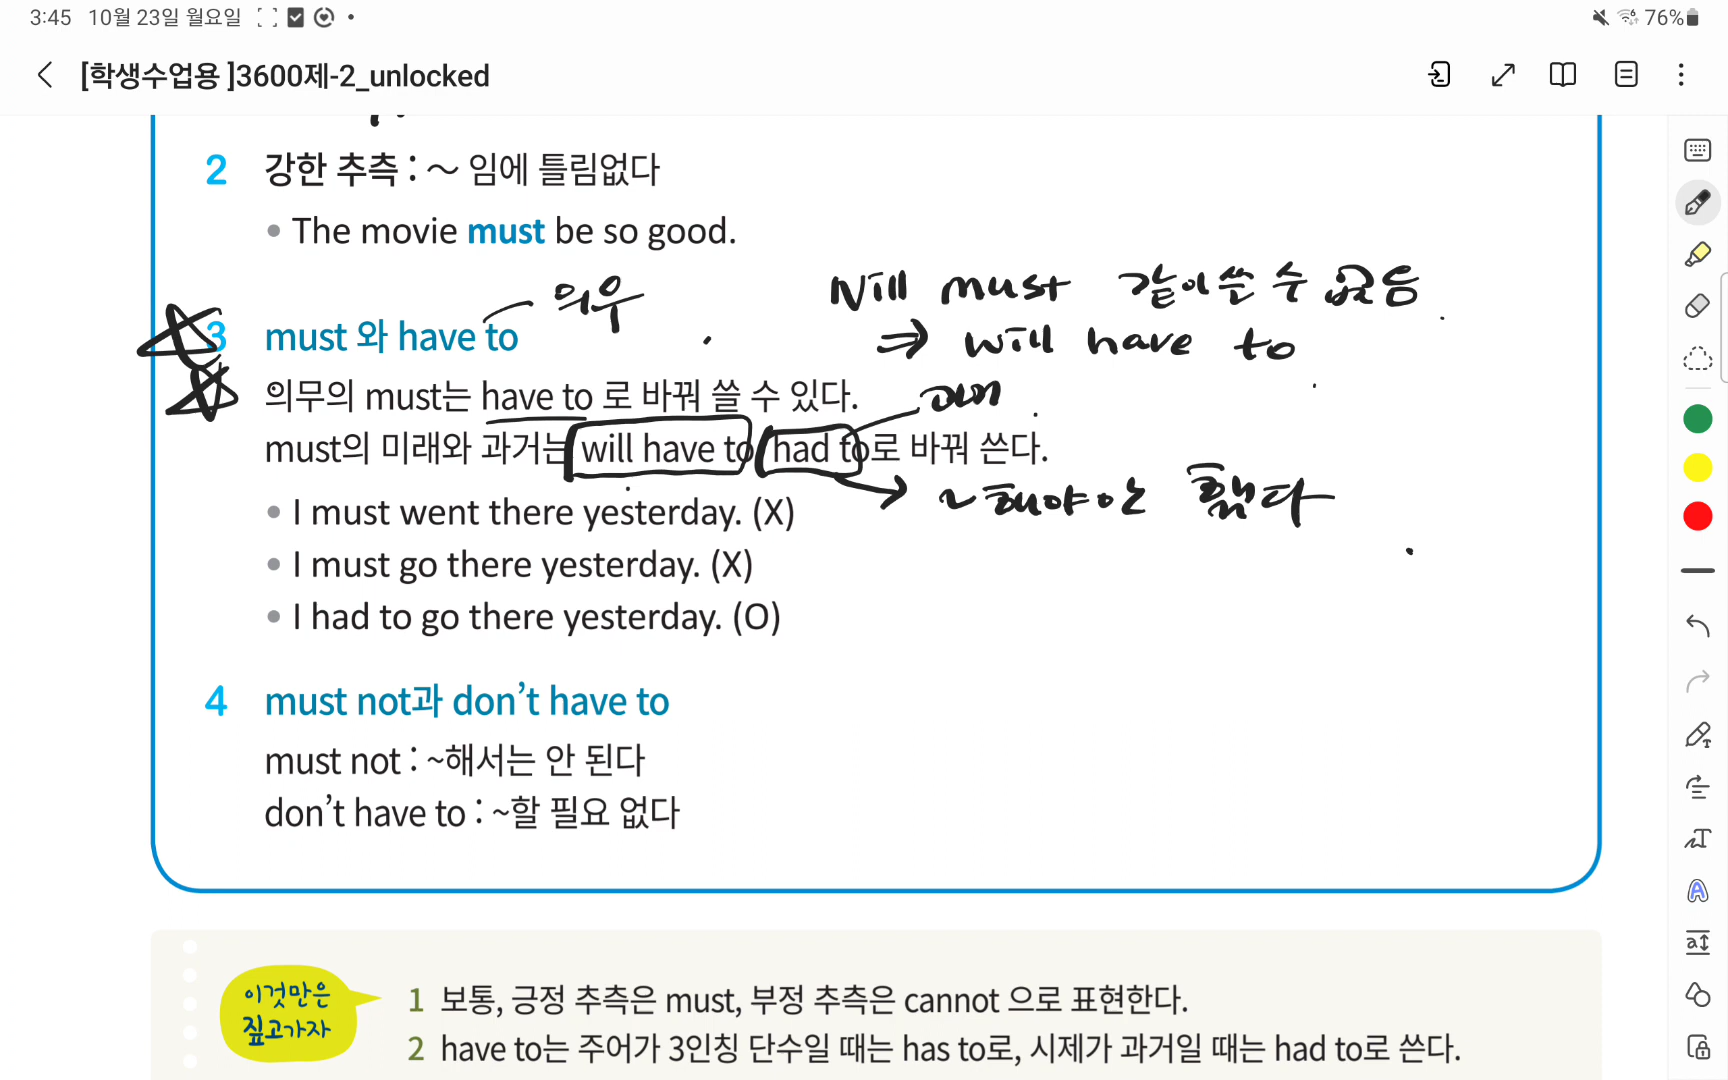 3:45 10월 23일 월요일
76%
[학생수업용 ]3600제-2_unlocked
2 강한 추측 : ~ 임에 틀림없다
• The movie must be so good.
의무
will must 같이 쓸 수 없음
3 must 와 have to
⇒ will have to
의무의 must는 have to 로 바꿔 쓸 수 있다.
must의 미래와 과거는 will have to had to로 바꿔 쓴다.
~해야만 했다
• I must went there yesterday. (X)
• I must go there yesterday. (X)
• I had to go there yesterday. (O)
4 must not과 don’t have to
must not : ~해서는 안 된다
don’t have to : ~할 필요 없다
이것만은
짚고가자
1 보통, 긍정 추측은 must, 부정 추측은 cannot 으로 표현한다.
2 have to는 주어가 3인칭 단수일 때는 has to로, 시제가 과거일 때는 had to로 쓴다.